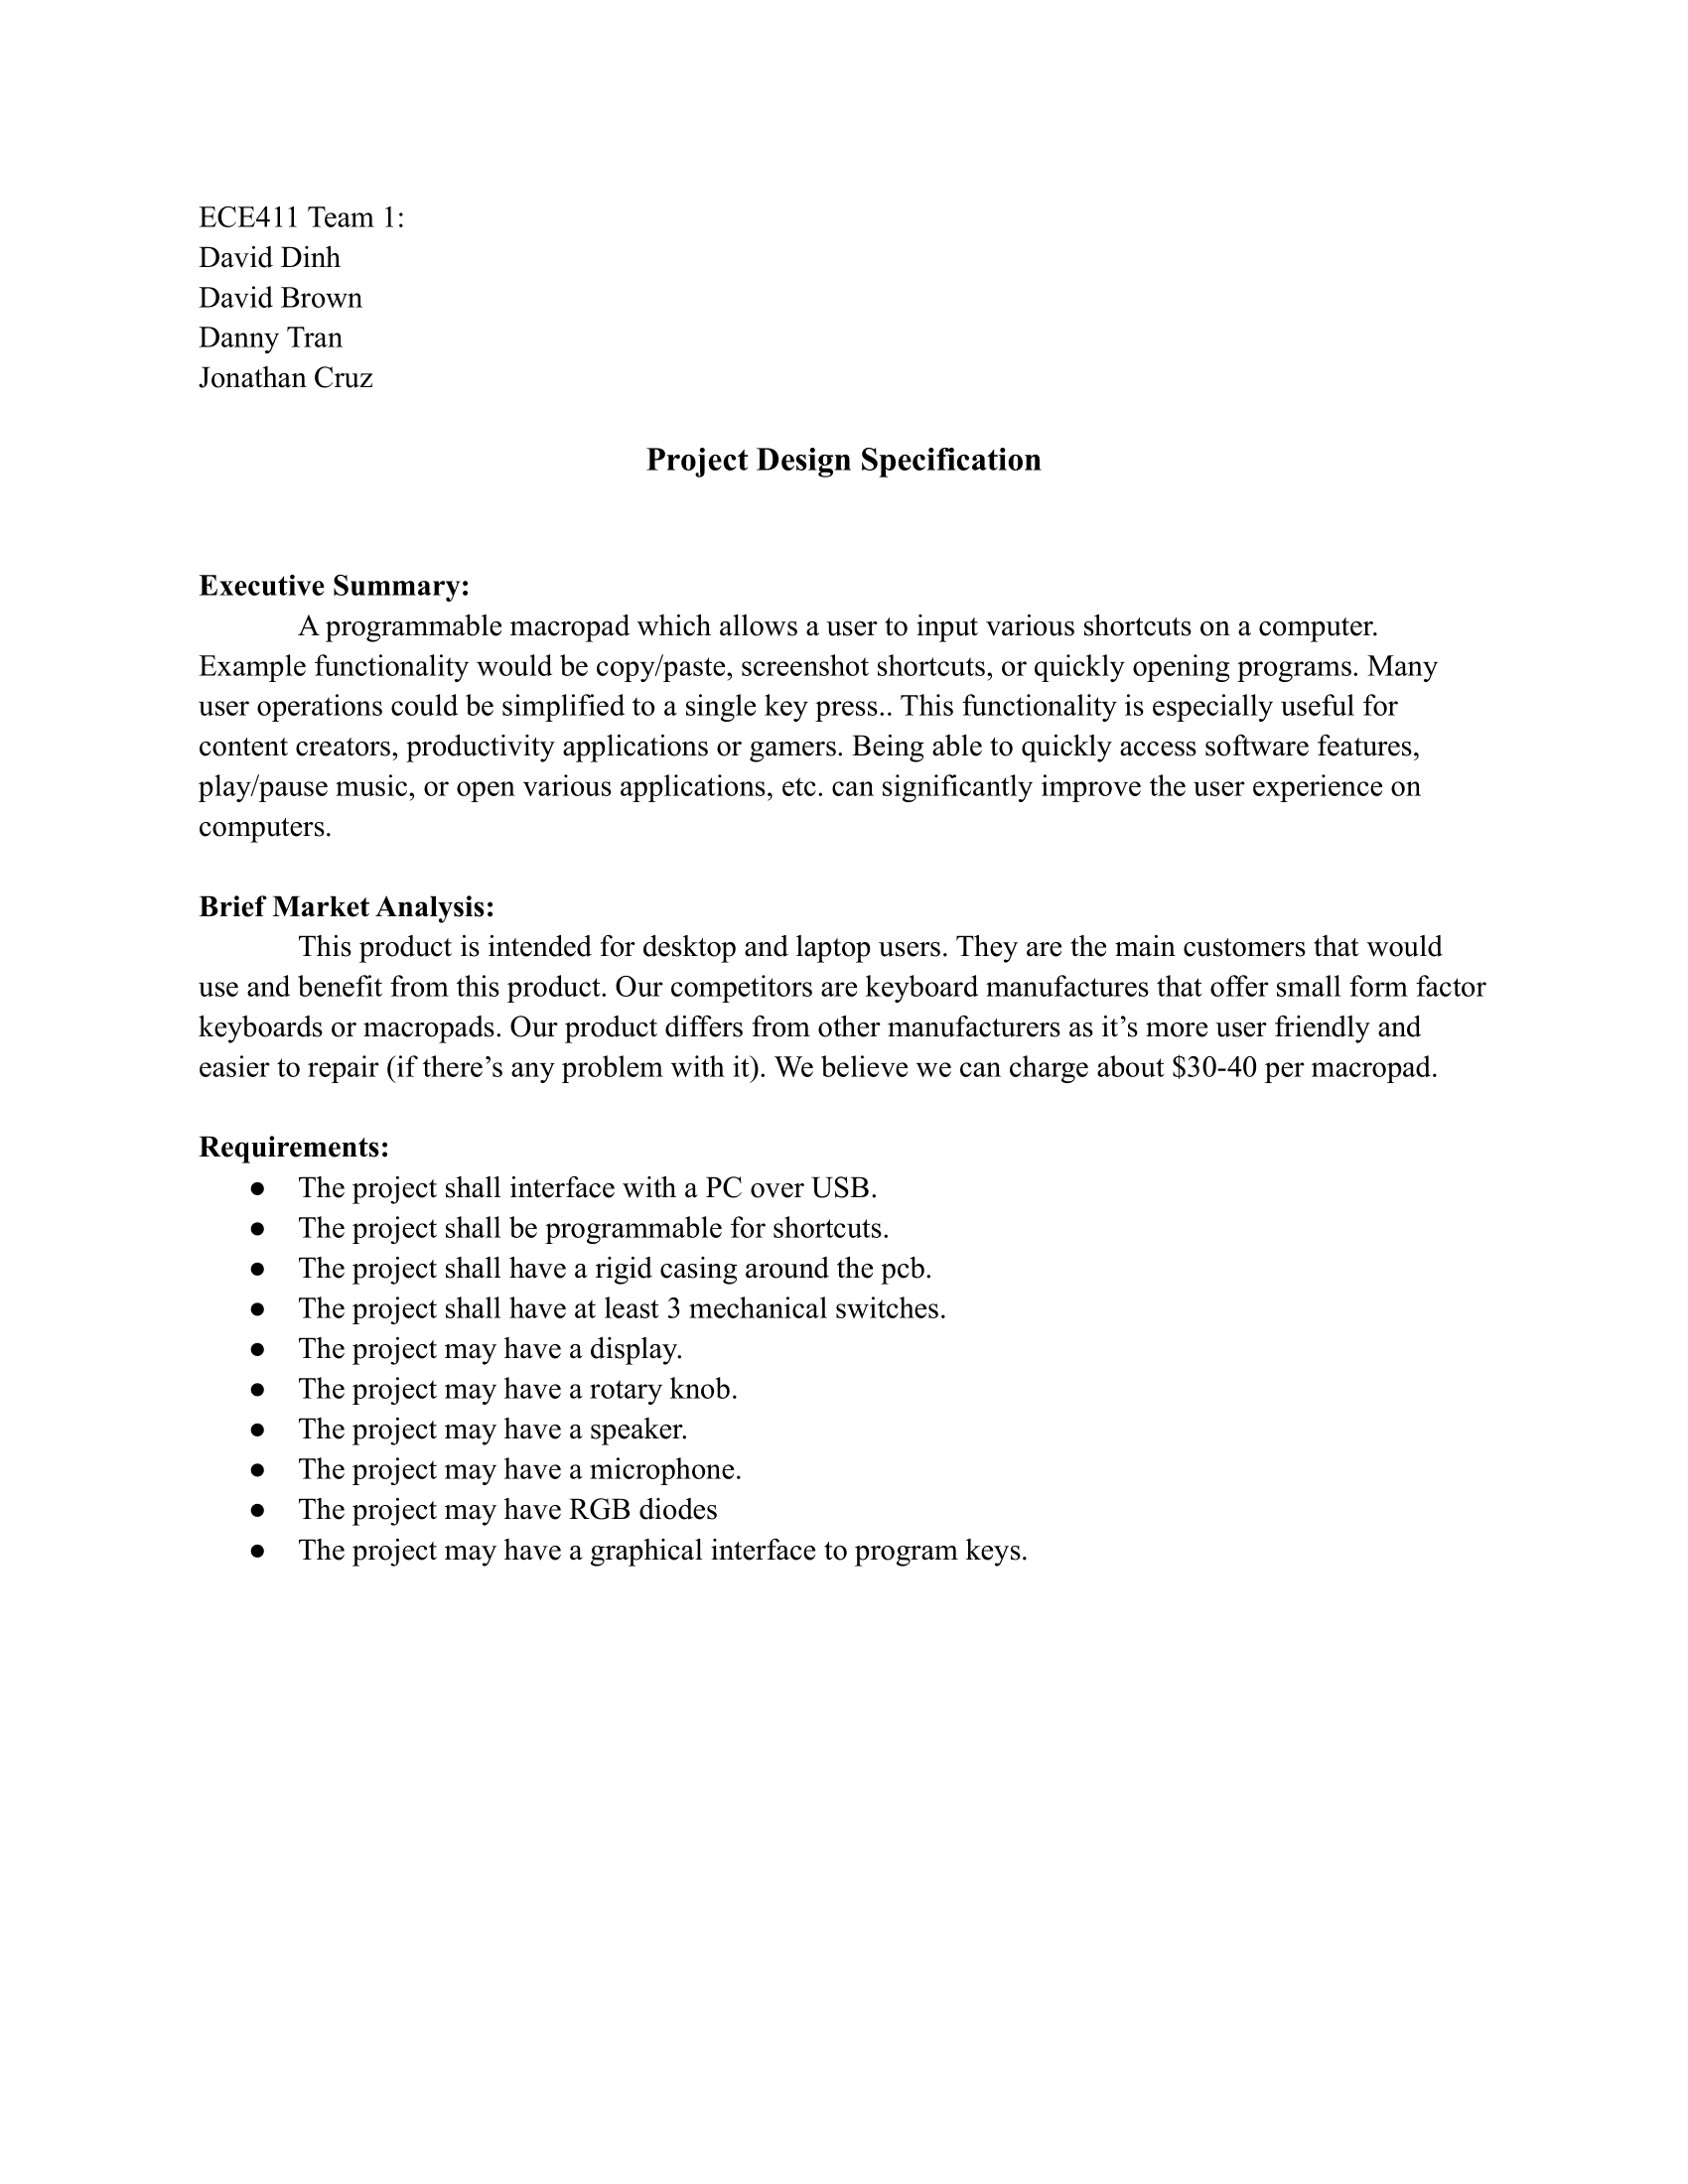 ECE411 Team 1:
David Dinh
David Brown
Danny Tran
Jonathan Cruz
Project Design Specification
Executive Summary:
A programmable macropad which allows a user to input various shortcuts on a computer.
Example functionality would be copy/paste, screenshot shortcuts, or quickly opening programs. Many
user operations could be simplified to a single key press.. This functionality is especially useful for
content creators, productivity applications or gamers. Being able to quickly access software features,
play/pause music, or open various applications, etc. can significantly improve the user experience on
computers.
Brief Market Analysis:
This product is intended for desktop and laptop users. They are the main customers that would
use and benefit from this product. Our competitors are keyboard manufactures that offer small form factor
keyboards or macropads. Our product differs from other manufacturers as it’s more user friendly and
easier to repair (if there’s any problem with it). We believe we can charge about $30-40 per macropad.
Requirements:
● The project shall interface with a PC over USB.
● The project shall be programmable for shortcuts.
● The project shall have a rigid casing around the pcb.
● The project shall have at least 3 mechanical switches.
● The project may have a display.
● The project may have a rotary knob.
● The project may have a speaker.
● The project may have a microphone.
● The project may have RGB diodes
● The project may have a graphical interface to program keys.